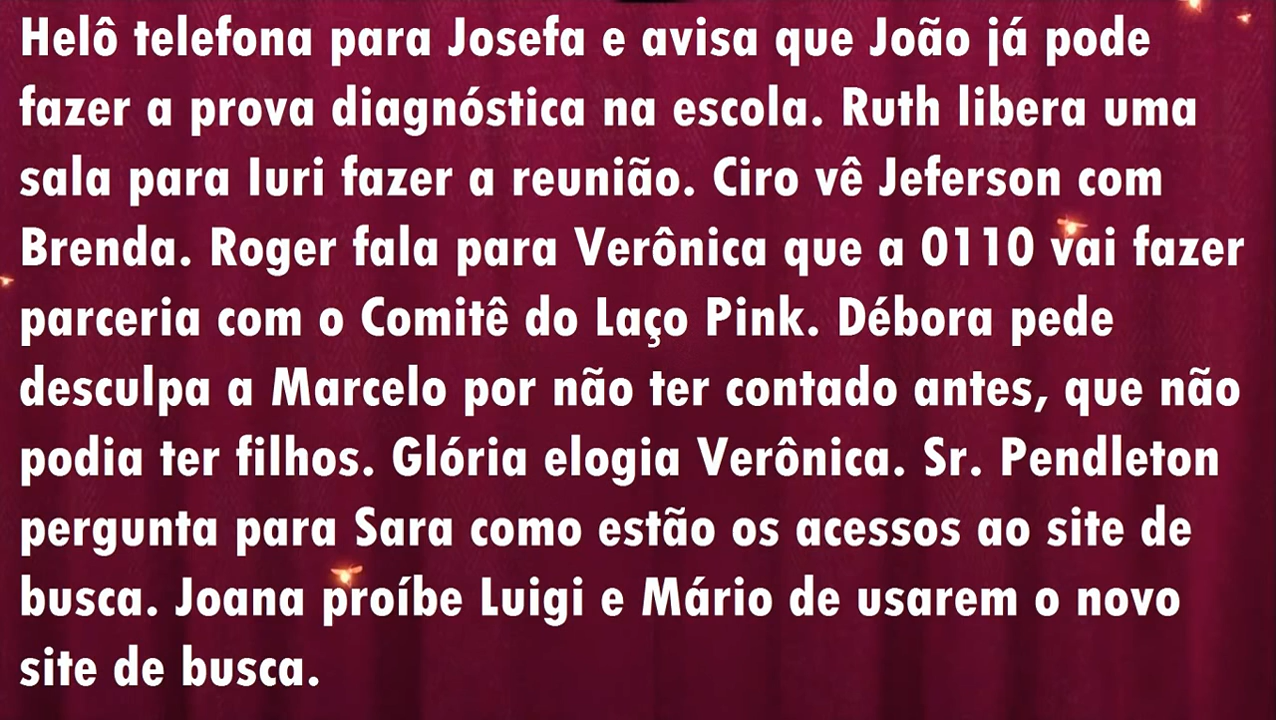 Helô telefona para Josefa e avisa que João já pode
fazer a prova diagnóstica na escola. Ruth libera uma
sala para Iuri fazer a reunião. Ciro vê Jeferson com
Brenda. Roger fala para Verônica que a 0110 vai fazer
parceria com o Comitê do Laço Pink. Débora pede
desculpa a Marcelo por não ter contado antes, que não
podia ter filhos. Glória elogia Verônica. Sr. Pendleton
pergunta para Sara como estão os acessos ao site de
busca. Joana proíbe Luigi e Mário de usarem o novo
site de busca.